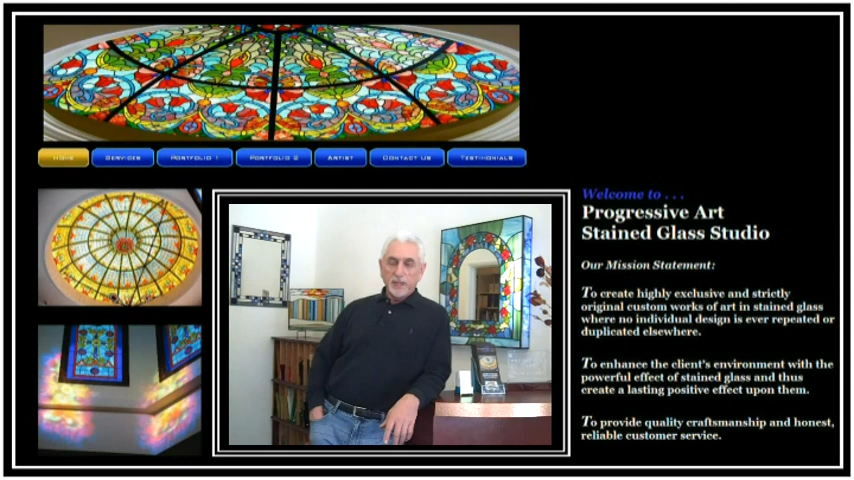 Home Services Portfolio 1 Portfolio 2 Artist Contact Us Testimonials
Welcome to . . .
Progressive Art
Stained Glass Studio
Our Mission Statement:
To create highly exclusive and strictly
original custom works of art in stained glass
where no individual design is ever repeated or
duplicated elsewhere.
To enhance the client's environment with the
powerful effect of stained glass and thus
create a lasting positive effect upon them.
To provide quality craftsmanship and honest,
reliable customer service.